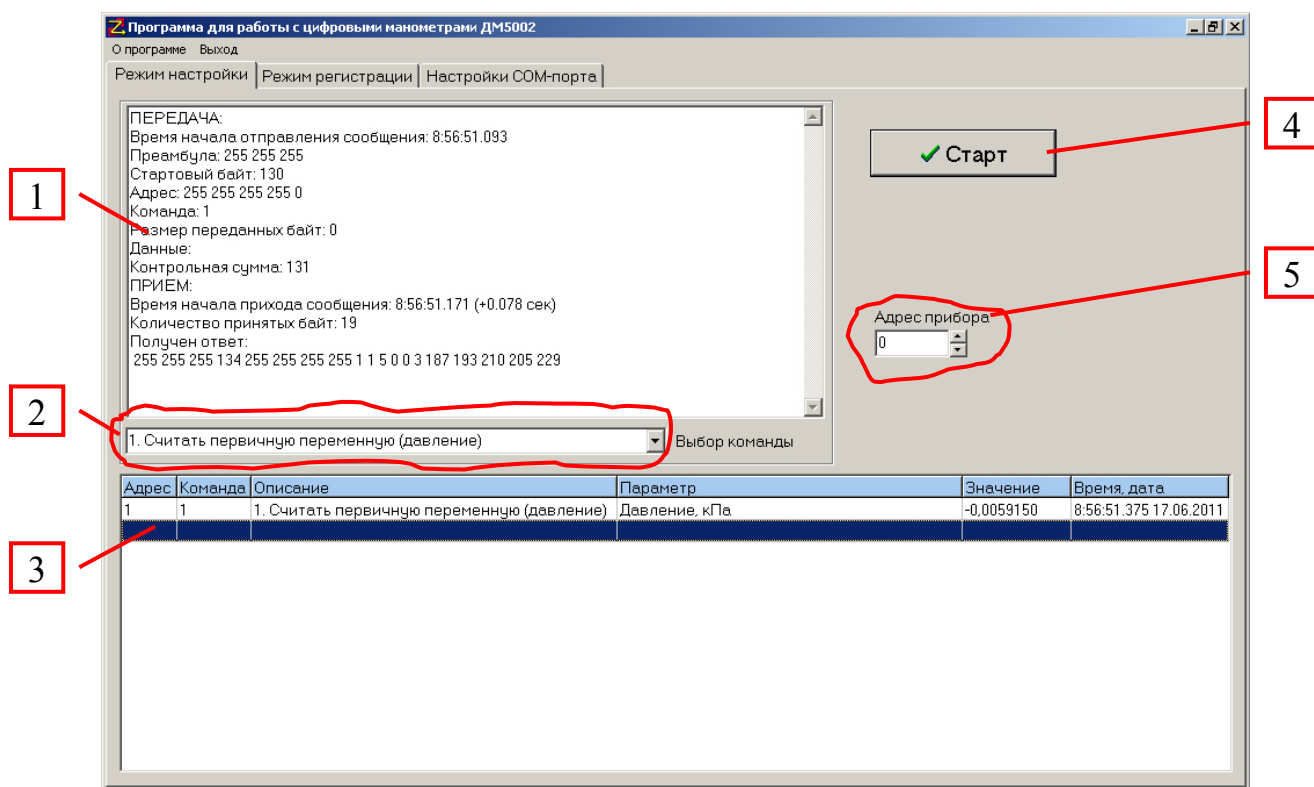 Программа для работы с цифровыми манометрами ДМ5002
О программе Выход
Режим настройки Режим регистрации Настройки COM-порта
ПЕРЕДАЧА:
Время начала отправления сообщения: 8:56:51.093
Преамбула: 255 255 255
Стартовый байт: 130
Адрес: 255 255 255 255 0
Команда: 1
Размер переданных байт: 0
Данные:
Контрольная сумма: 131
ПРИЕМ:
Время начала прихода сообщения: 8:56:51.171 (+0.078 сек)
Количество принятых байт: 19
Получен ответ:
255 255 255 134 255 255 255 255 1 1 5 0 0 3 187 193 210 205 229
1. Считать первичную переменную (давление) Выбор команды
Старт
Адрес прибора
0
Адрес Команда Описание Параметр Значение Время, дата
1 1 1. Считать первичную переменную (давление) Давление, кПа -0,0059150 8:56:51.375 17.06.2011
1
2
3
4
5